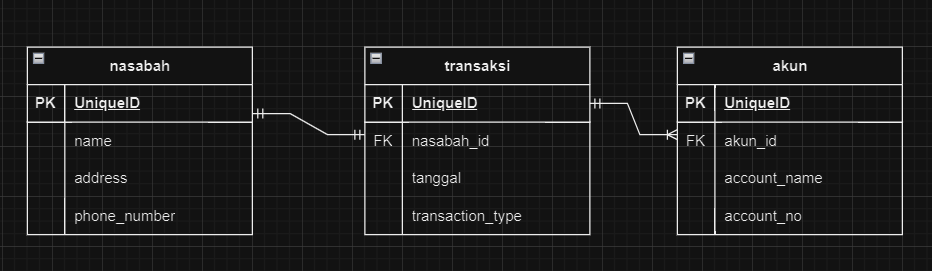 nasabah
PK UniqueID
name
address
phone_number
transaksi
PK UniqueID
FK nasabah_id
tanggal
transaction_type
akun
PK UniqueID
FK akun_id
account_name
account_no